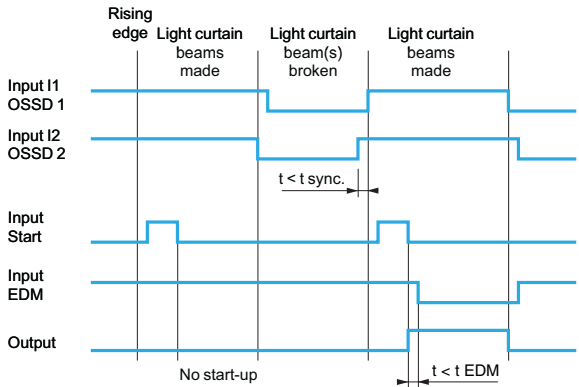 Rising
edge
Light curtain
beams
made
Light curtain
beam(s)
broken
Light curtain
beams
made
Input I1
OSSD 1
Input I2
OSSD 2
t < t sync.
Input
Start
Input
EDM
Output
No start-up
t < t EDM